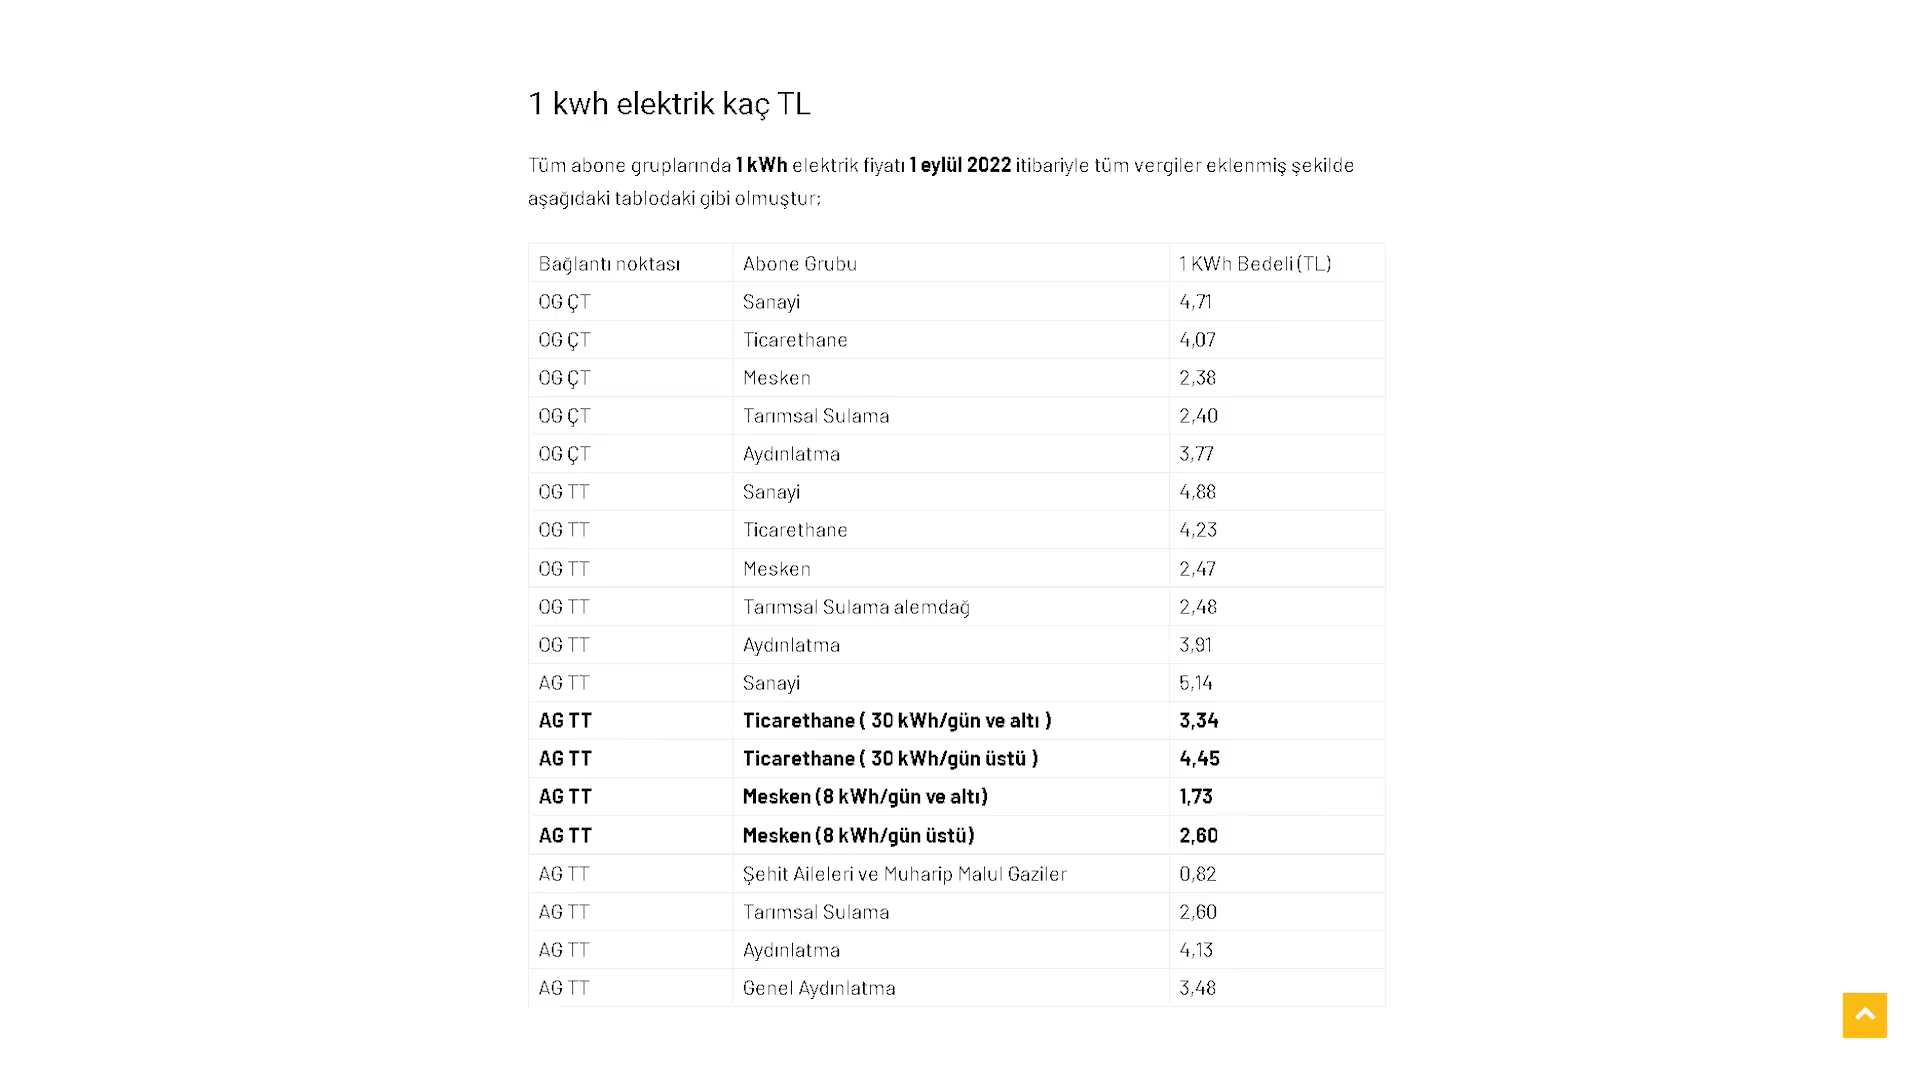 1 kwh elektrik kaç TL
Tüm abone gruplarında 1 kWh elektrik fiyatı 1 eylül 2022 itibariyle tüm vergiler eklenmiş şekilde
aşağıdaki tablodaki gibi olmuştur;
Bağlantı noktası Abone Grubu 1 KWh Bedeli (TL)
OG ÇT Sanayi 4,71
OG ÇT Ticarethane 4,07
OG ÇT Mesken 2,38
OG ÇT Tarımsal Sulama 2,40
OG ÇT Aydınlatma 3,77
OG TT Sanayi 4,88
OG TT Ticarethane 4,23
OG TT Mesken 2,47
OG TT Tarımsal Sulama alemdağ 2,48
OG TT Aydınlatma 3,91
AG TT Sanayi 5,14
AG TT Ticarethane ( 30 kWh/gün ve altı ) 3,34
AG TT Ticarethane ( 30 kWh/gün üstü ) 4,45
AG TT Mesken (8 kWh/gün ve altı) 1,73
AG TT Mesken (8 kWh/gün üstü) 2,60
AG TT Şehit Aileleri ve Muharip Malul Gaziler 0,82
AG TT Tarımsal Sulama 2,60
AG TT Aydınlatma 4,13
AG TT Genel Aydınlatma 3,48